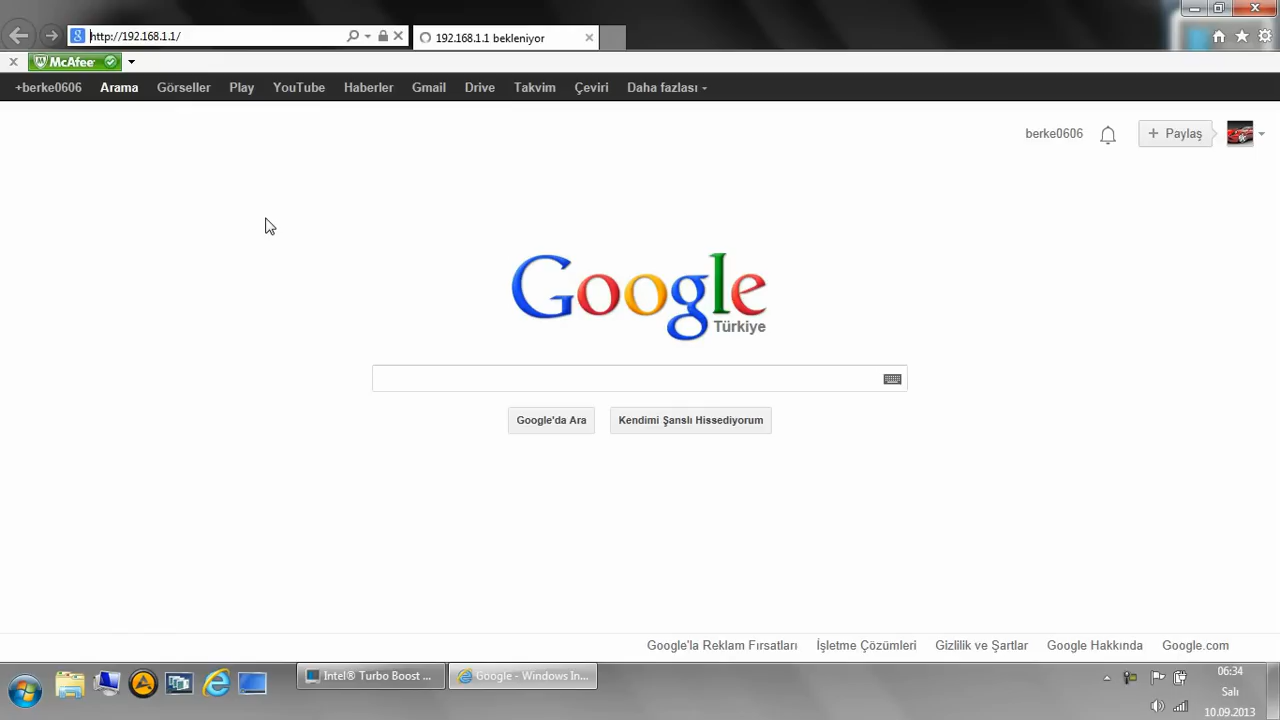 http://192.168.1.1/
192.168.1.1 bekleniyor
McAfee
+berke0606 Arama Görseller Play YouTube Haberler Gmail Drive Takvim Çeviri Daha fazlası
berke0606
+ Paylaş
Google
Türkiye
Google'da Ara
Kendimi Şanslı Hissediyorum
Google'la Reklam Fırsatları İşletme Çözümleri Gizlilik ve Şartlar Google Hakkında Google.com
Intel® Turbo Boost ...
Google - Windows In...
06:34
Salı
10.09.2013